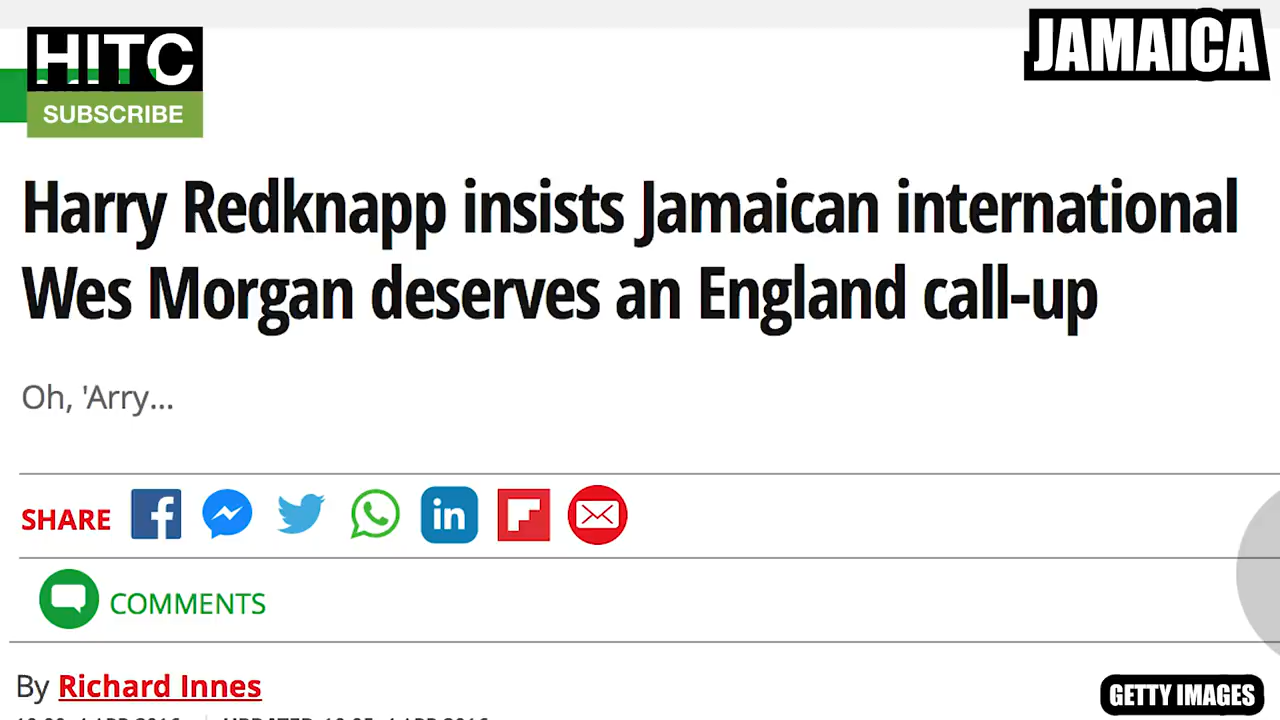 HITC
SUBSCRIBE
JAMAICA
Harry Redknapp insists Jamaican international
Wes Morgan deserves an England call-up
Oh, 'Arry...
SHARE
COMMENTS
By Richard Innes
GETTY IMAGES